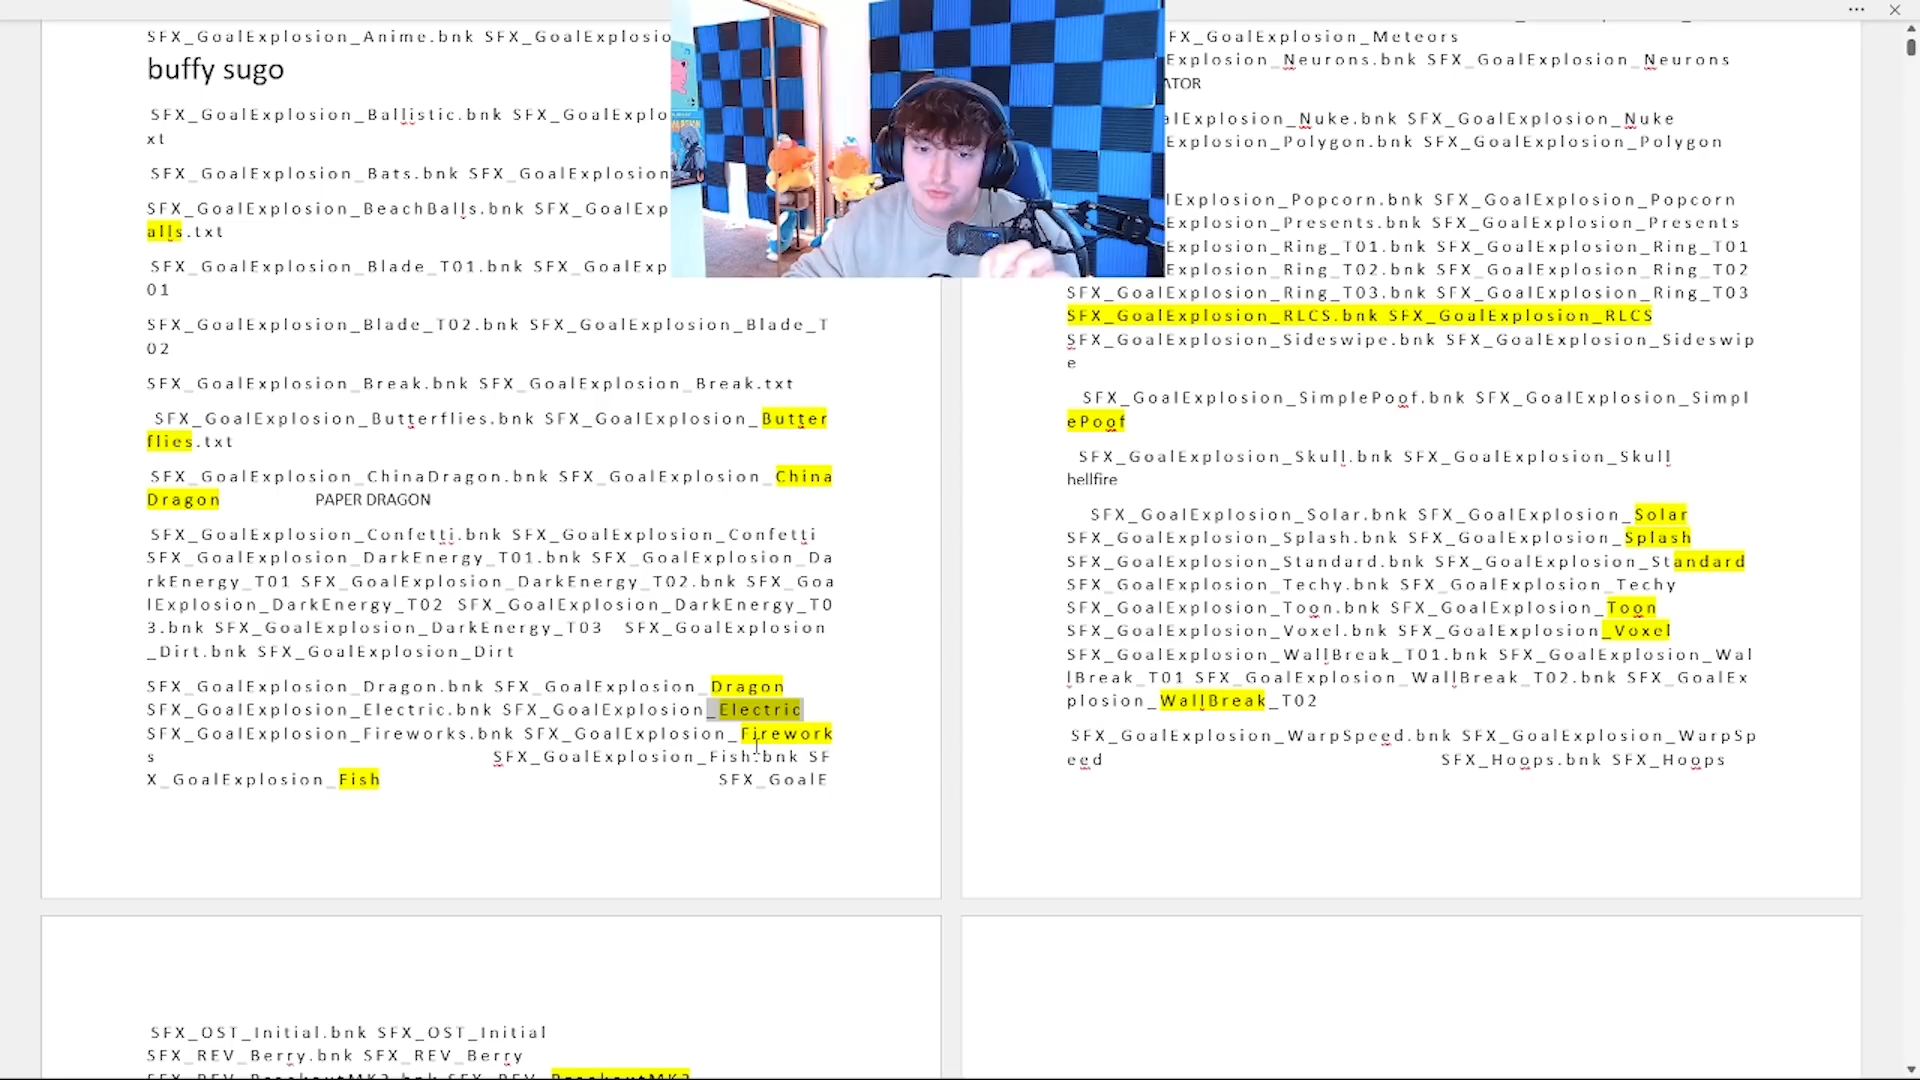 SFX_GoalExplosion_Anime.bnk SFX_GoalExplosio
buffy sugo
SFX_GoalExplosion_Ballistic.bnk SFX_GoalExplo
xt
SFX_GoalExplosion_Bats.bnk SFX_GoalExplosion
SFX_GoalExplosion_BeachBalls.bnk SFX_GoalExp
alls.txt
SFX_GoalExplosion_Blade_T01.bnk SFX_GoalExp
01
SFX_GoalExplosion_Blade_T02.bnk SFX_GoalExplosion_Blade_T
02
SFX_GoalExplosion_Break.bnk SFX_GoalExplosion_Break.txt
SFX_GoalExplosion_Butterflies.bnk SFX_GoalExplosion_Butter
flies.txt
SFX_GoalExplosion_ChinaDragon.bnk SFX_GoalExplosion_China
Dragon PAPER DRAGON
SFX_GoalExplosion_Confetti.bnk SFX_GoalExplosion_Confetti
SFX_GoalExplosion_DarkEnergy_T01.bnk SFX_GoalExplosion_Da
rkEnergy_T01 SFX_GoalExplosion_DarkEnergy_T02.bnk SFX_Goa
lExplosion_DarkEnergy_T02 SFX_GoalExplosion_DarkEnergy_T0
3.bnk SFX_GoalExplosion_DarkEnergy_T03 SFX_GoalExplosion
_Dirt.bnk SFX_GoalExplosion_Dirt
SFX_GoalExplosion_Dragon.bnk SFX_GoalExplosion_Dragon
SFX_GoalExplosion_Electric.bnk SFX_GoalExplosion_Electric
SFX_GoalExplosion_Fireworks.bnk SFX_GoalExplosion_Firework
s SFX_GoalExplosion_Fish.bnk SF
X_GoalExplosion_Fish SFX_GoalE
FX_GoalExplosion_Meteors
Explosion_Neurons.bnk SFX_GoalExplosion_Neurons
ATOR
alExplosion_Nuke.bnk SFX_GoalExplosion_Nuke
Explosion_Polygon.bnk SFX_GoalExplosion_Polygon
lExplosion_Popcorn.bnk SFX_GoalExplosion_Popcorn
Explosion_Presents.bnk SFX_GoalExplosion_Presents
Explosion_Ring_T01.bnk SFX_GoalExplosion_Ring_T01
Explosion_Ring_T02.bnk SFX_GoalExplosion_Ring_T02
SFX_GoalExplosion_Ring_T03.bnk SFX_GoalExplosion_Ring_T03
SFX_GoalExplosion_RLCS.bnk SFX_GoalExplosion_RLCS
SFX_GoalExplosion_Sideswipe.bnk SFX_GoalExplosion_Sideswip
e
SFX_GoalExplosion_SimplePoof.bnk SFX_GoalExplosion_Simpl
ePoof
SFX_GoalExplosion_Skull.bnk SFX_GoalExplosion_Skull
hellfire
SFX_GoalExplosion_Solar.bnk SFX_GoalExplosion_Solar
SFX_GoalExplosion_Splash.bnk SFX_GoalExplosion_Splash
SFX_GoalExplosion_Standard.bnk SFX_GoalExplosion_Standard
SFX_GoalExplosion_Techy.bnk SFX_GoalExplosion_Techy
SFX_GoalExplosion_Toon.bnk SFX_GoalExplosion_Toon
SFX_GoalExplosion_Voxel.bnk SFX_GoalExplosion_Voxel
SFX_GoalExplosion_WallBreak_T01.bnk SFX_GoalExplosion_Wal
lBreak_T01 SFX_GoalExplosion_WallBreak_T02.bnk SFX_GoalEx
plosion_WallBreak_T02
SFX_GoalExplosion_WarpSpeed.bnk SFX_GoalExplosion_WarpSp
eed SFX_Hoops.bnk SFX_Hoops
SFX_OST_Initial.bnk SFX_OST_Initial
SFX_REV_Berry.bnk SFX_REV_Berry
SFX_REV_BreakoutMK2.bnk SFX_REV_BreakoutMK2